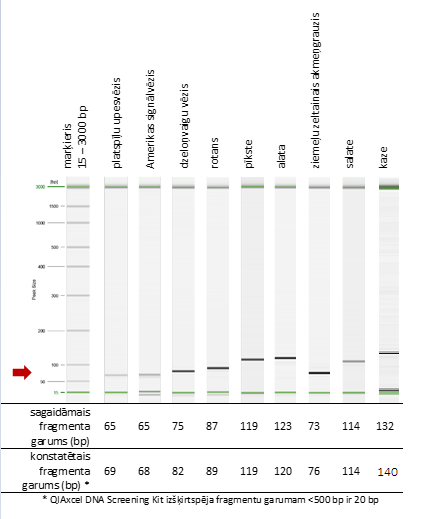 marķieris
15 – 3000 bp
platspīļu upesvēzis
Amerikas signālvēzis
dzeloņvaigu vēzis
rotans
pīkste
alata
ziemeļu zeltainais akmeņgrauzis
salate
kaze
3000
1500
1000
500
400
300
200
100
50
15
Peak Size
sagaidāmais fragmenta garums (bp)
65 65 75 87 119 123 73 114 132
konstatētais fragmenta garums (bp) *
69 68 82 89 119 120 76 114 140
* QIAxcel DNA Screening Kit izšķirtspēja fragmentu garumam <500 bp ir 20 bp